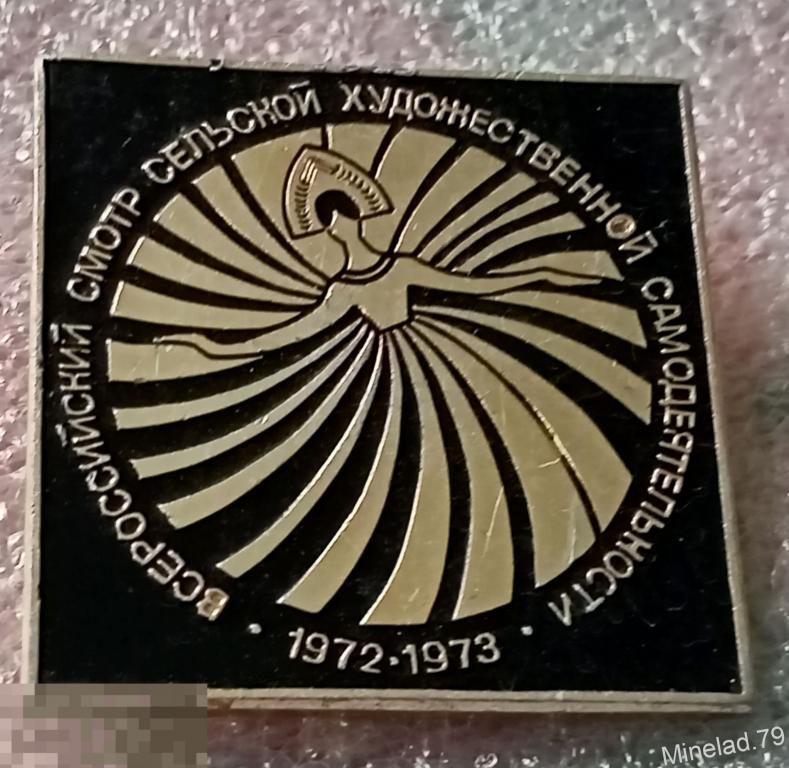 ВСЕРОССИЙСКИЙ СМОТР СЕЛЬСКОЙ ХУДОЖЕСТВЕННОЙ САМОДЕЯТЕЛЬНОСТИ
· 1972·1973 ·
Minelad.79